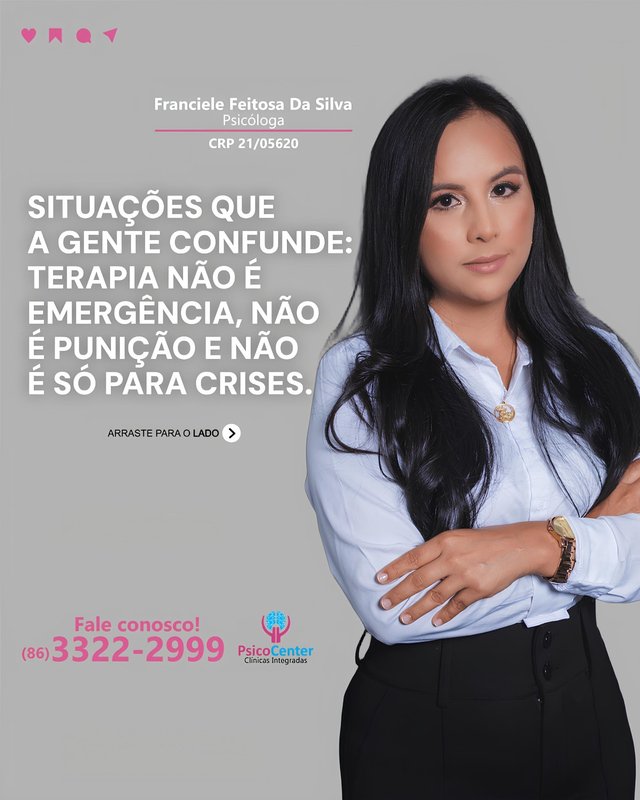 Franciele Feitosa Da Silva
Psicóloga
CRP 21/05620
SITUAÇÕES QUE
A GENTE CONFUNDE:
TERAPIA NÃO É
EMERGÊNCIA, NÃO
É PUNIÇÃO E NÃO
É SÓ PARA CRISES.
ARRASTE PARA O LADO
Fale conosco!
(86) 3322-2999
PsicoCenter
Clínicas Integradas